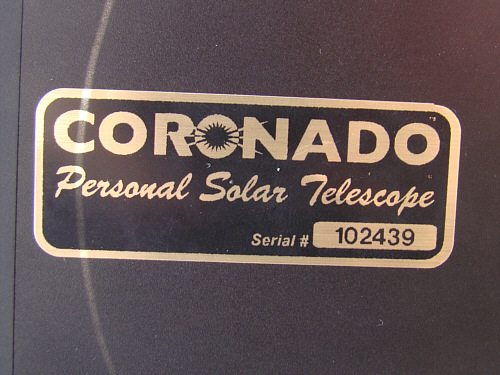 CORONADO
Personal Solar Telescope
Serial # 102439